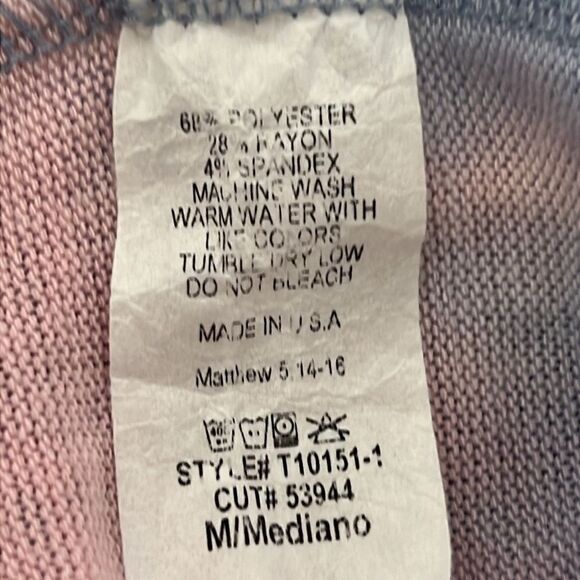 68% POLYESTER
28% RAYON
4% SPANDEX
MACHINE WASH
WARM WATER WITH
LIKE COLORS
TUMBLE DRY LOW
DO NOT BLEACH
MADE IN U.S.A
Matthew 5:14-16
STYLE# T10151-1
CUT# 53944
M/Mediano